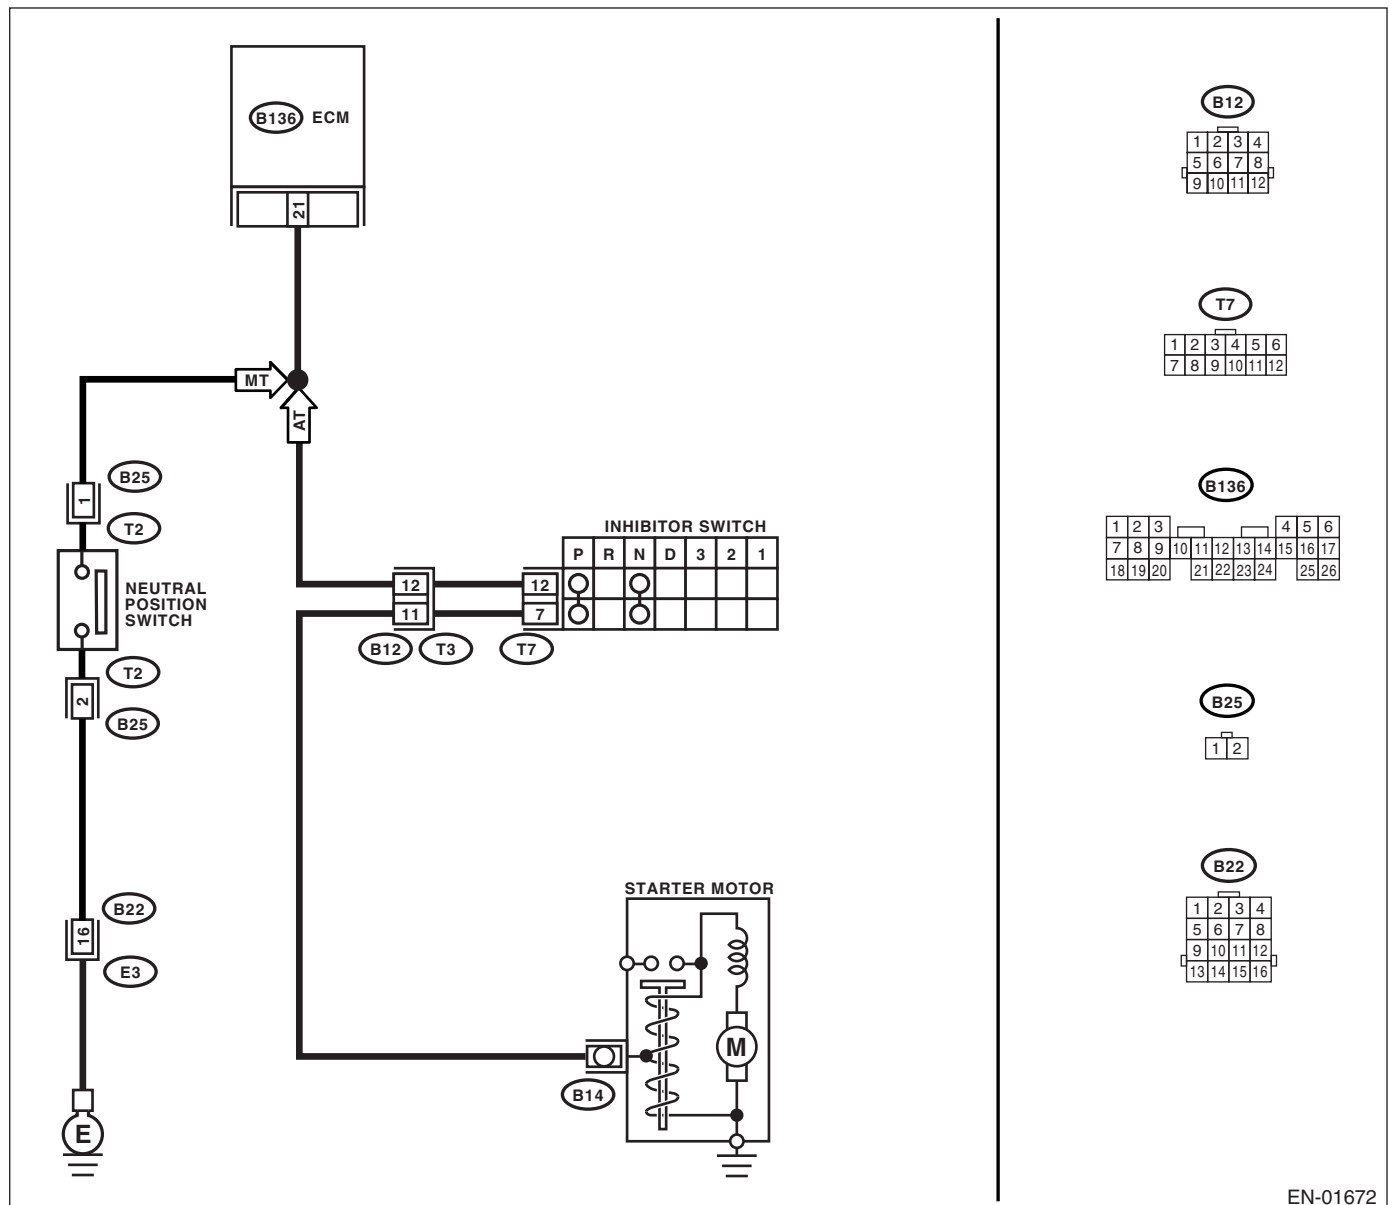 B136 ECM
21
MT
AT
B25
1
T2
NEUTRAL
POSITION
SWITCH
T2
2
B25
B22
16
E3
E
INHIBITOR SWITCH
P R N D 3 2 1
12 12
11 7
B12 T3 T7
STARTER MOTOR
M
B14
B12
1 2 3 4
5 6 7 8
9 10 11 12
T7
1 2 3 4 5 6
7 8 9 10 11 12
B136
1 2 3 4 5 6
7 8 9 10 11 12 13 14 15 16 17
18 19 20 21 22 23 24 25 26
B25
1 2
B22
1 2 3 4
5 6 7 8
9 10 11 12
13 14 15 16
EN-01672